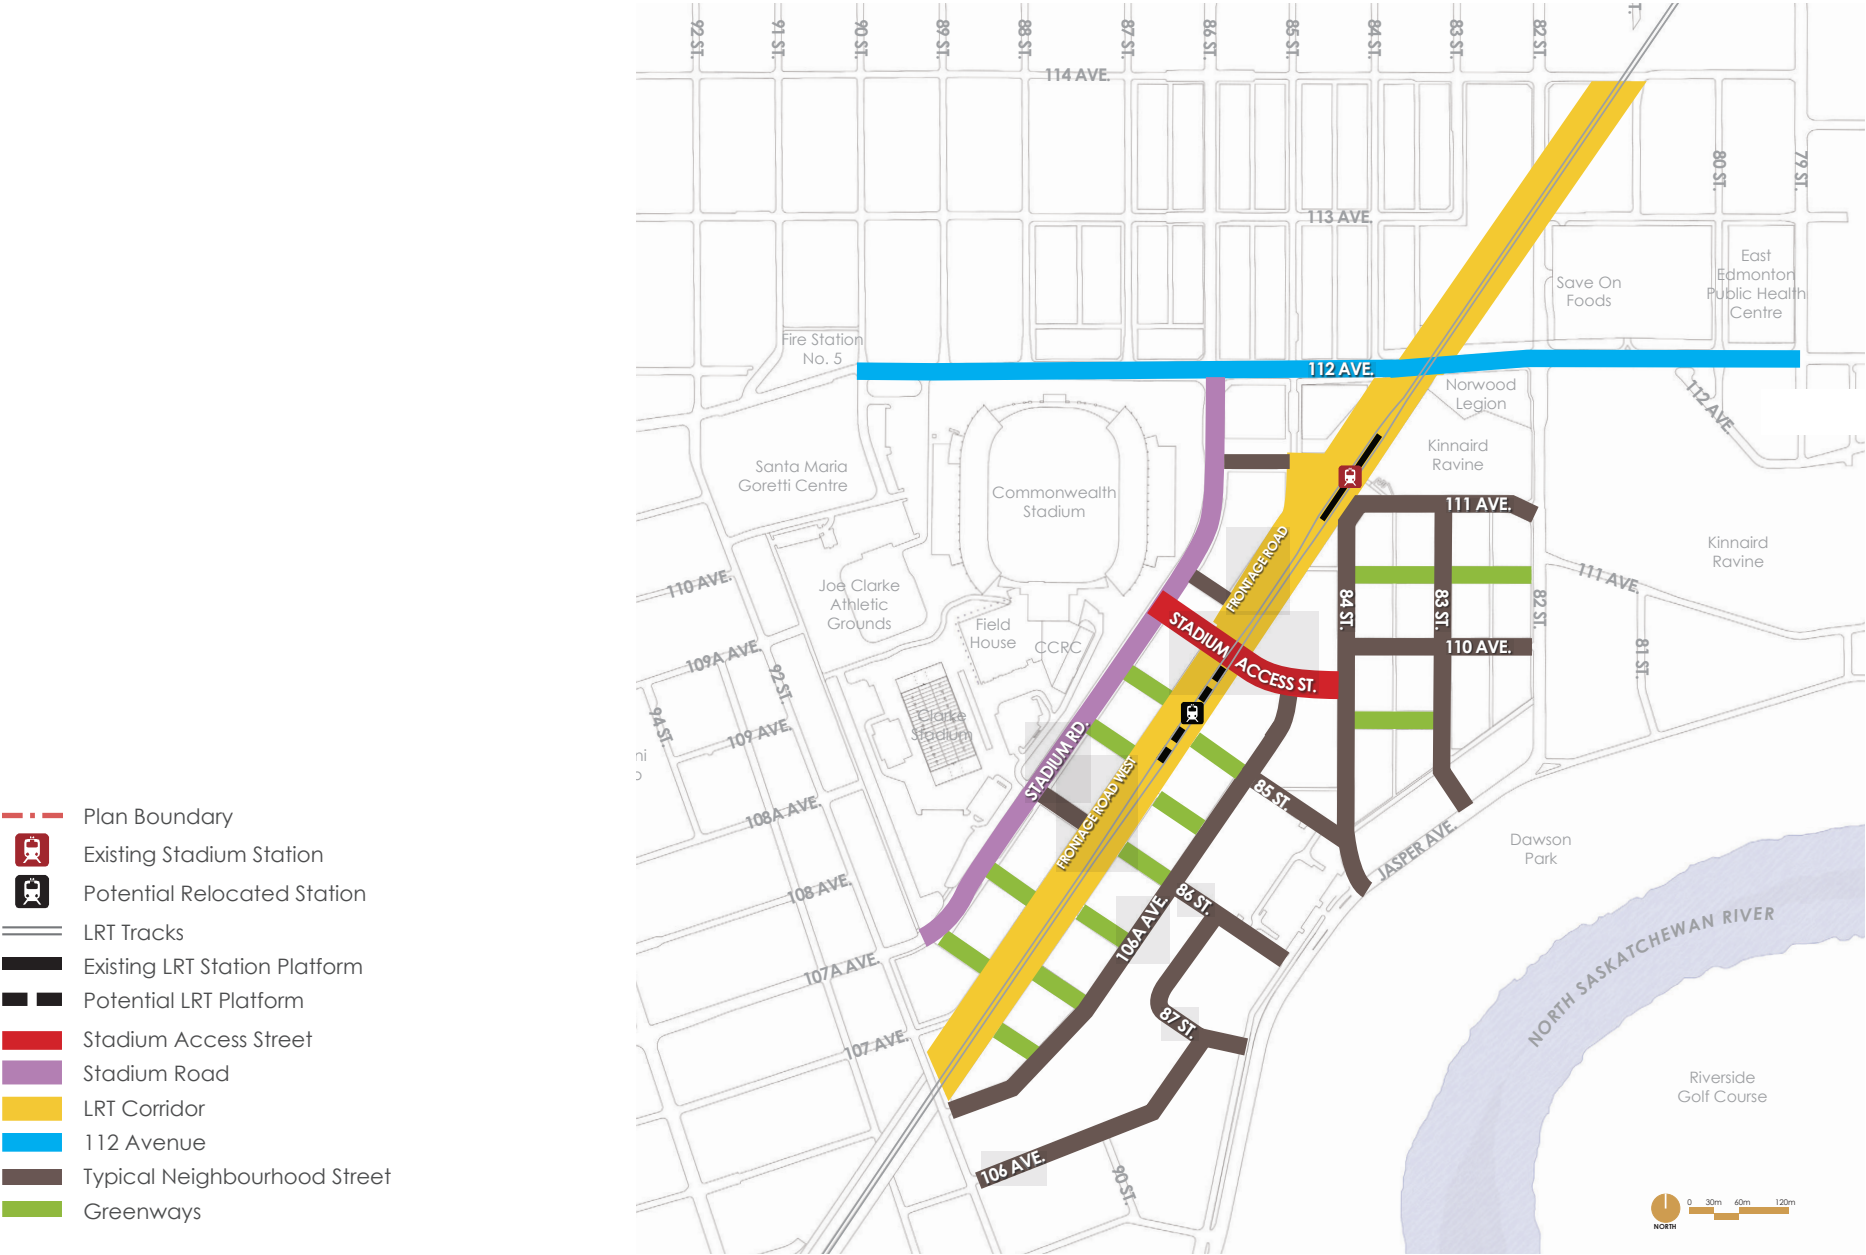 92 ST.
91 ST.
90 ST.
89 ST.
88 ST.
87 ST.
86 ST.
85 ST.
84 ST.
83 ST.
82 ST.
T.
114 AVE.
80 ST.
79 ST.
113 AVE.
East
Edmonton
Public Health
Centre
Save On
Foods
Fire Station
No. 5
112 AVE.
Norwood
Legion
112 AVE.
Kinnaird
Ravine
Santa Maria
Goretti Centre
Commonwealth
Stadium
111 AVE.
Kinnaird
Ravine
111 AVE.
FRONTAGE ROAD
110 AVE.
Joe Clarke
Athletic
Grounds
84 ST.
83 ST.
82 ST.
Field
House
CCRC
STADIUM ACCESS ST.
110 AVE.
81 ST.
109A AVE.
92 ST.
94 ST.
109 AVE.
Clarke
Stadium
STADIUM RD.
ni
FRONTAGE ROAD WEST
85 ST.
108A AVE.
JASPER AVE.
Dawson
Park
108 AVE.
86 ST.
106A AVE.
NORTH SASKATCHEWAN RIVER
107A AVE.
87 ST.
107 AVE.
Riverside
Golf Course
106 AVE.
90 ST.
Plan Boundary
Existing Stadium Station
Potential Relocated Station
LRT Tracks
Existing LRT Station Platform
Potential LRT Platform
Stadium Access Street
Stadium Road
LRT Corridor
112 Avenue
Typical Neighbourhood Street
Greenways
0 30m 60m 120m
NORTH